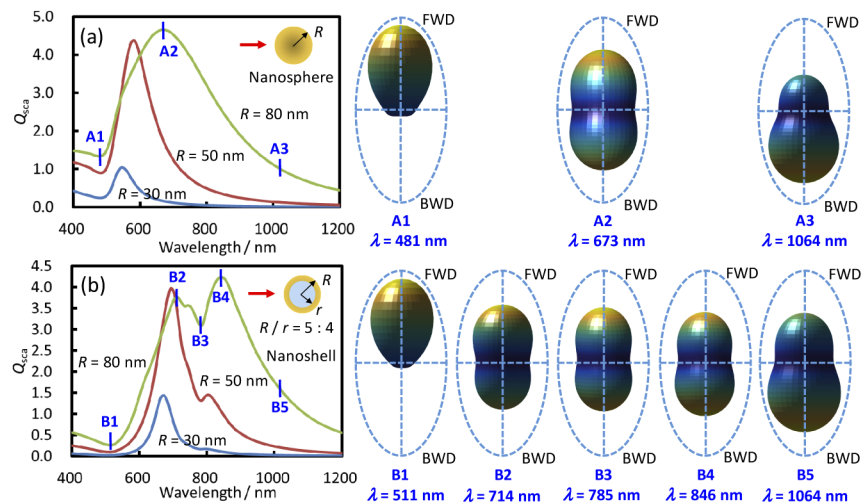 (a)
5.0
4.0
3.0
2.0
1.0
0.0
Q_sca
A1
A2
A3
R
Nanosphere
R = 80 nm
R = 50 nm
R = 30 nm
400 600 800 1000 1200
Wavelength / nm
FWD
BWD
A1
λ = 481 nm
FWD
BWD
A2
λ = 673 nm
FWD
BWD
A3
λ = 1064 nm
(b)
4.5
4.0
3.5
3.0
2.5
2.0
1.5
1.0
0.5
0.0
Q_sca
B1
B2
B3
B4
B5
R
r
R / r = 5 : 4
Nanoshell
R = 80 nm
R = 50 nm
R = 30 nm
400 600 800 1000 1200
Wavelength / nm
FWD
BWD
B1
λ = 511 nm
FWD
BWD
B2
λ = 714 nm
FWD
BWD
B3
λ = 785 nm
FWD
BWD
B4
λ = 846 nm
FWD
BWD
B5
λ = 1064 nm